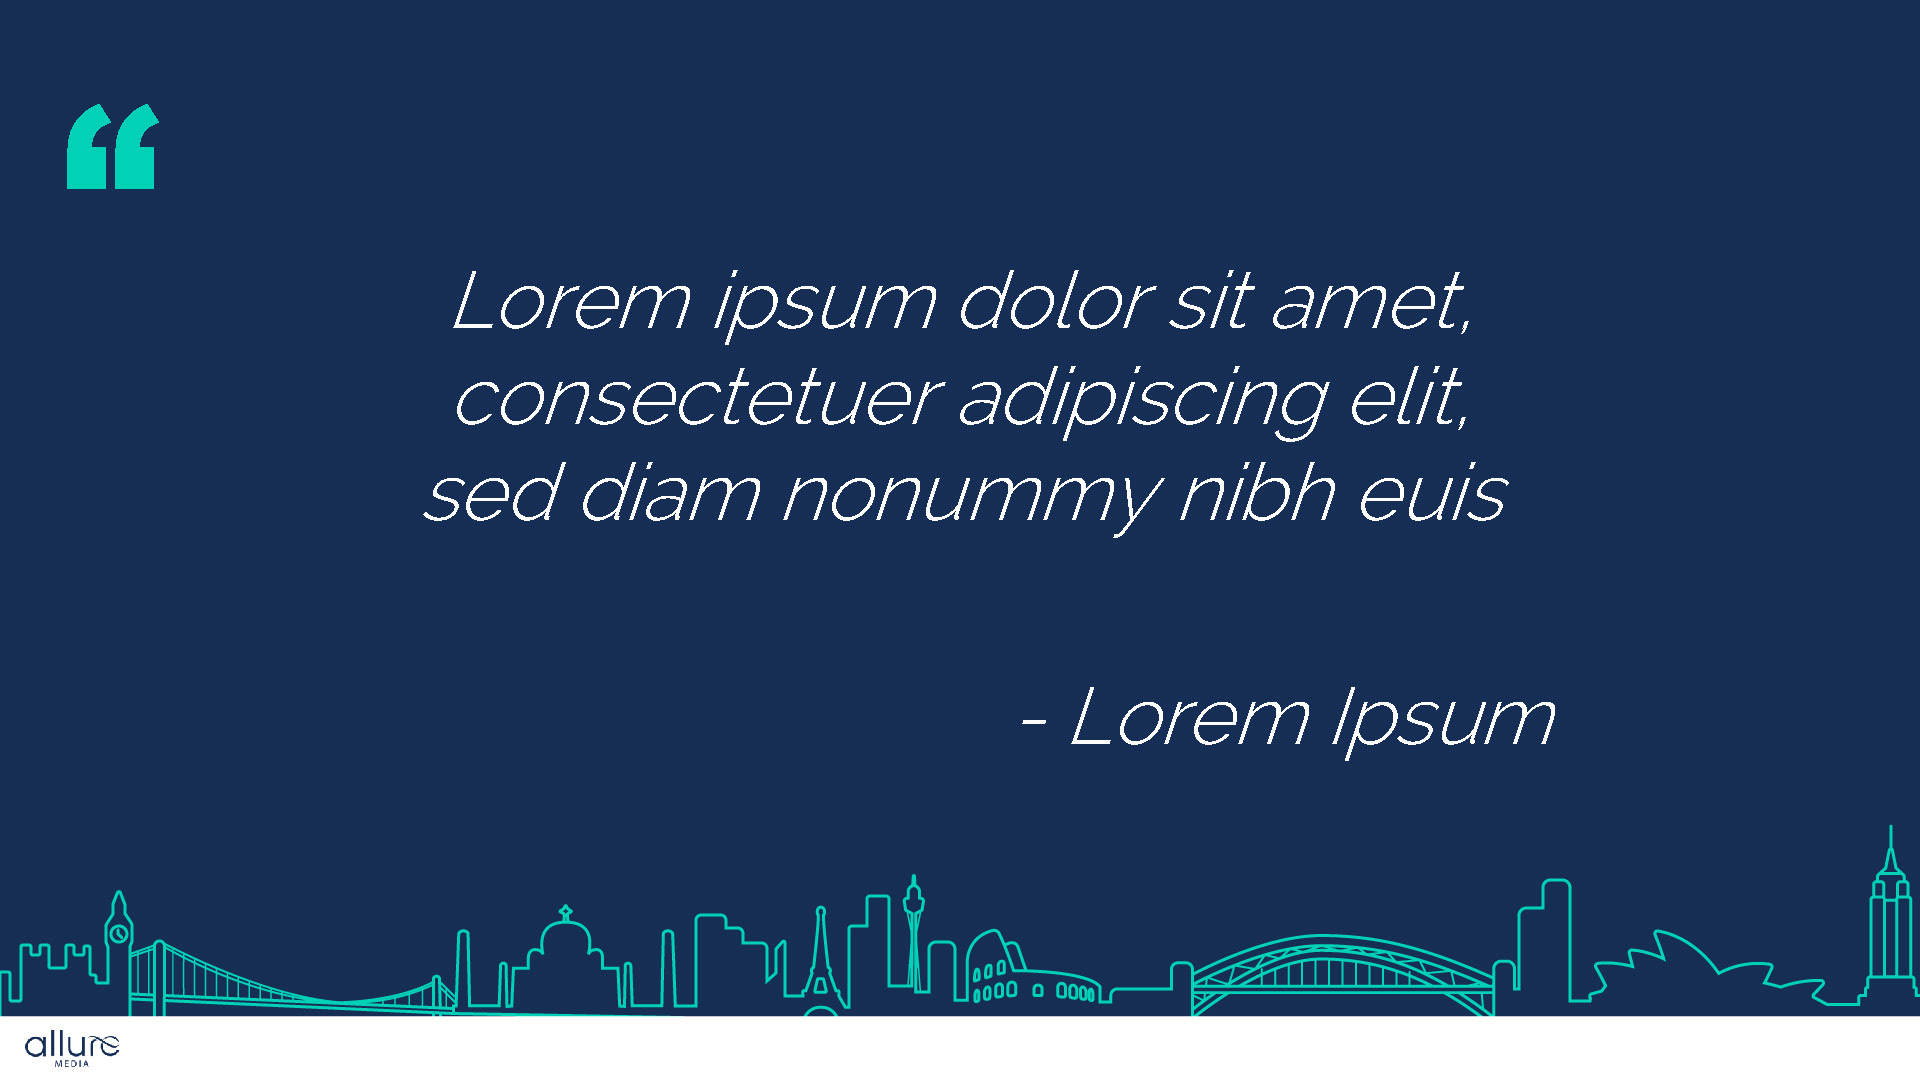 “
Lorem ipsum dolor sit amet,
consectetuer adipiscing elit,
sed diam nonummy nibh euis
- Lorem Ipsum
allure
MEDIA